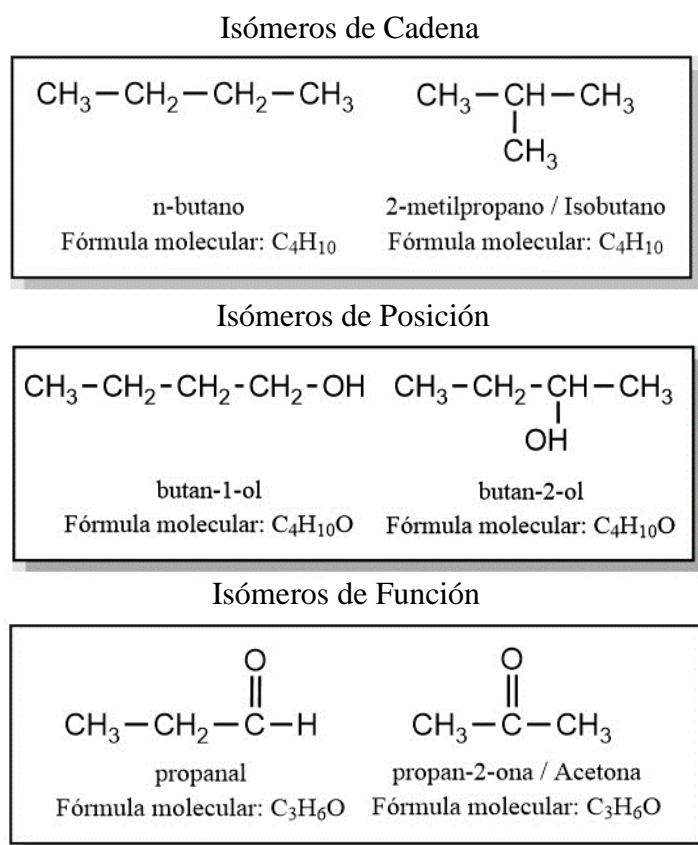 Isómeros de Cadena
CH₃–CH₂–CH₂–CH₃ CH₃–CH–CH₃
CH₃
n-butano 2-metilpropano / Isobutano
Fórmula molecular: C₄H₁₀ Fórmula molecular: C₄H₁₀
Isómeros de Posición
CH₃–CH₂–CH₂–CH₂–OH CH₃–CH₂–CH–CH₃
OH
butan-1-ol butan-2-ol
Fórmula molecular: C₄H₁₀O Fórmula molecular: C₄H₁₀O
Isómeros de Función
O O
CH₃–CH₂–C–H CH₃–C–CH₃
propanal propan-2-ona / Acetona
Fórmula molecular: C₃H₆O Fórmula molecular: C₃H₆O